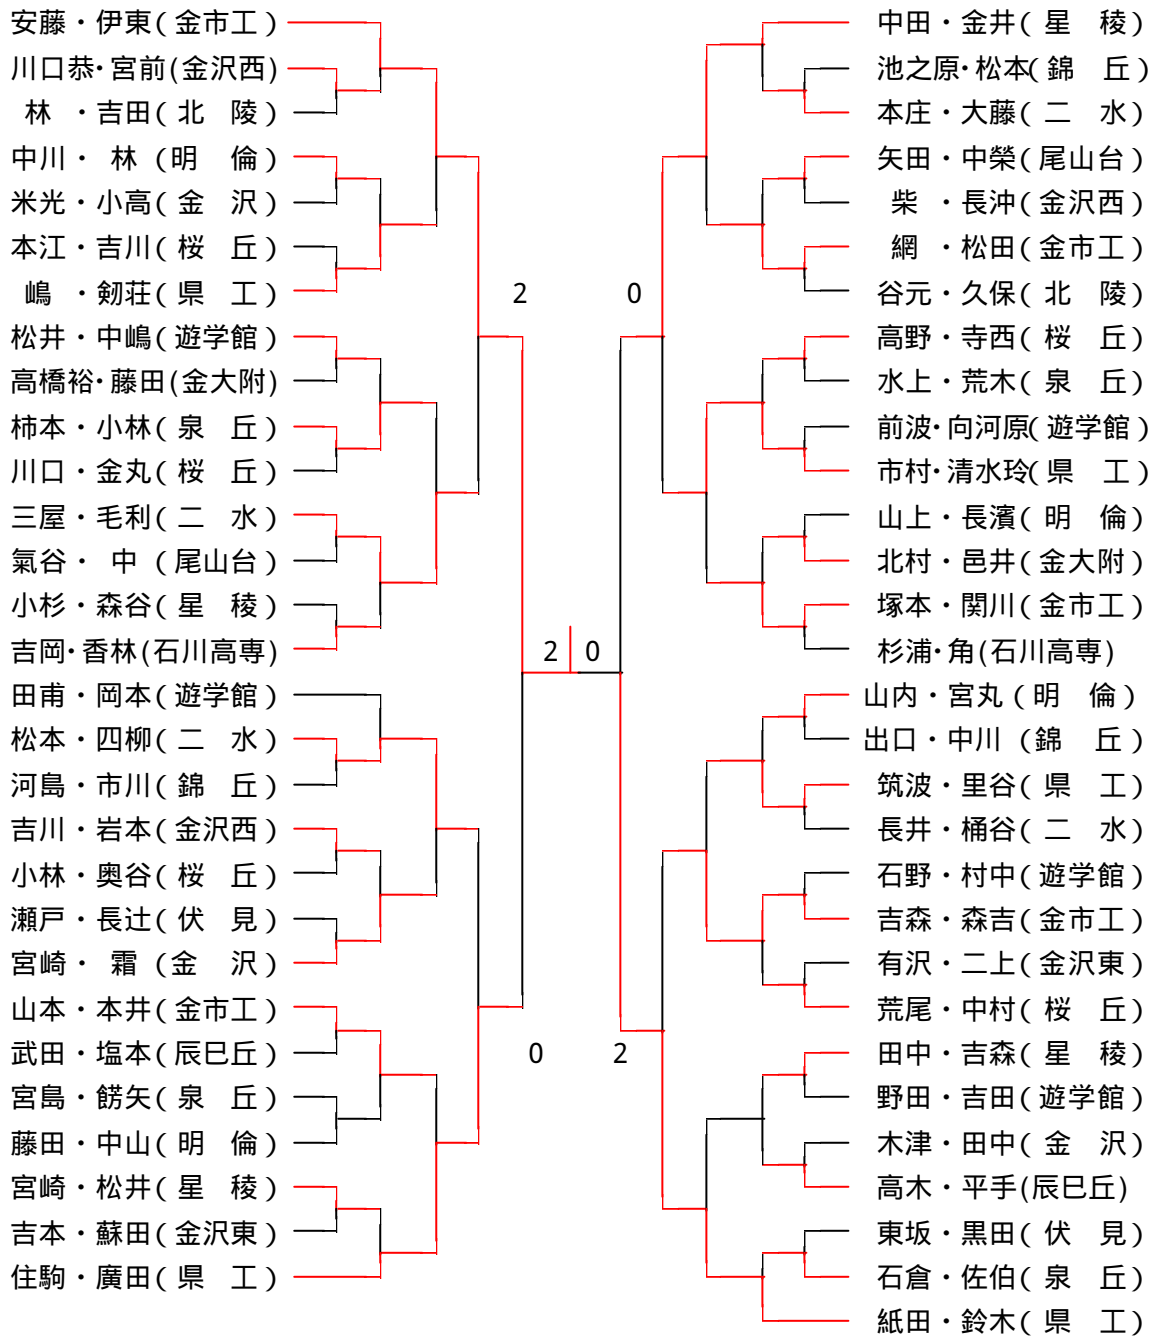 安藤・伊東(金市工)
川口恭・宮前(金沢西)
林　・吉田(北　陵)
中川・　林 (明　倫)
米光・小高(金　沢)
本江・吉川(桜　丘)
嶋　・剱荘(県　工)
松井・中嶋(遊学館)
高橋裕・藤田(金大附)
柿本・小林(泉　丘)
川口・金丸(桜　丘)
三屋・毛利(二　水)
氣谷・　中 (尾山台)
小杉・森谷(星　稜)
吉岡・香林(石川高専)
田甫・岡本(遊学館)
松本・四柳(二　水)
河島・市川(錦　丘)
吉川・岩本(金沢西)
小林・奥谷(桜　丘)
瀬戸・長辻(伏　見)
宮崎・　霜 (金　沢)
山本・本井(金市工)
武田・塩本(辰巳丘)
宮島・餝矢(泉　丘)
藤田・中山(明　倫)
宮崎・松井(星　稜)
吉本・蘇田(金沢東)
住駒・廣田(県　工)
2
0
2
0
0
2
中田・金井(星　稜)
池之原・松本(錦　丘)
本庄・大藤(二　水)
矢田・中榮(尾山台)
柴　・長沖(金沢西)
網　・松田(金市工)
谷元・久保(北　陵)
高野・寺西(桜　丘)
水上・荒木(泉　丘)
前波・向河原(遊学館)
市村・清水玲(県　工)
山上・長濱(明　倫)
北村・邑井(金大附)
塚本・関川(金市工)
杉浦・角(石川高専)
山内・宮丸 (明　倫)
出口・中川 (錦　丘)
筑波・里谷(県　工)
長井・桶谷(二　水)
石野・村中(遊学館)
吉森・森吉(金市工)
有沢・二上(金沢東)
荒尾・中村(桜　丘)
田中・吉森(星　稜)
野田・吉田(遊学館)
木津・田中(金　沢)
高木・平手(辰巳丘)
東坂・黒田(伏　見)
石倉・佐伯(泉　丘)
紙田・鈴木(県　工)